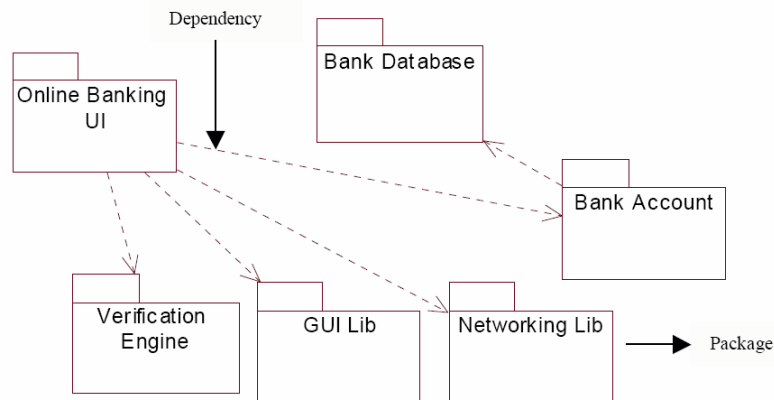 Dependency
Bank Database
Online Banking
UI
Bank Account
Verification
Engine
GUI Lib
Networking Lib
Package